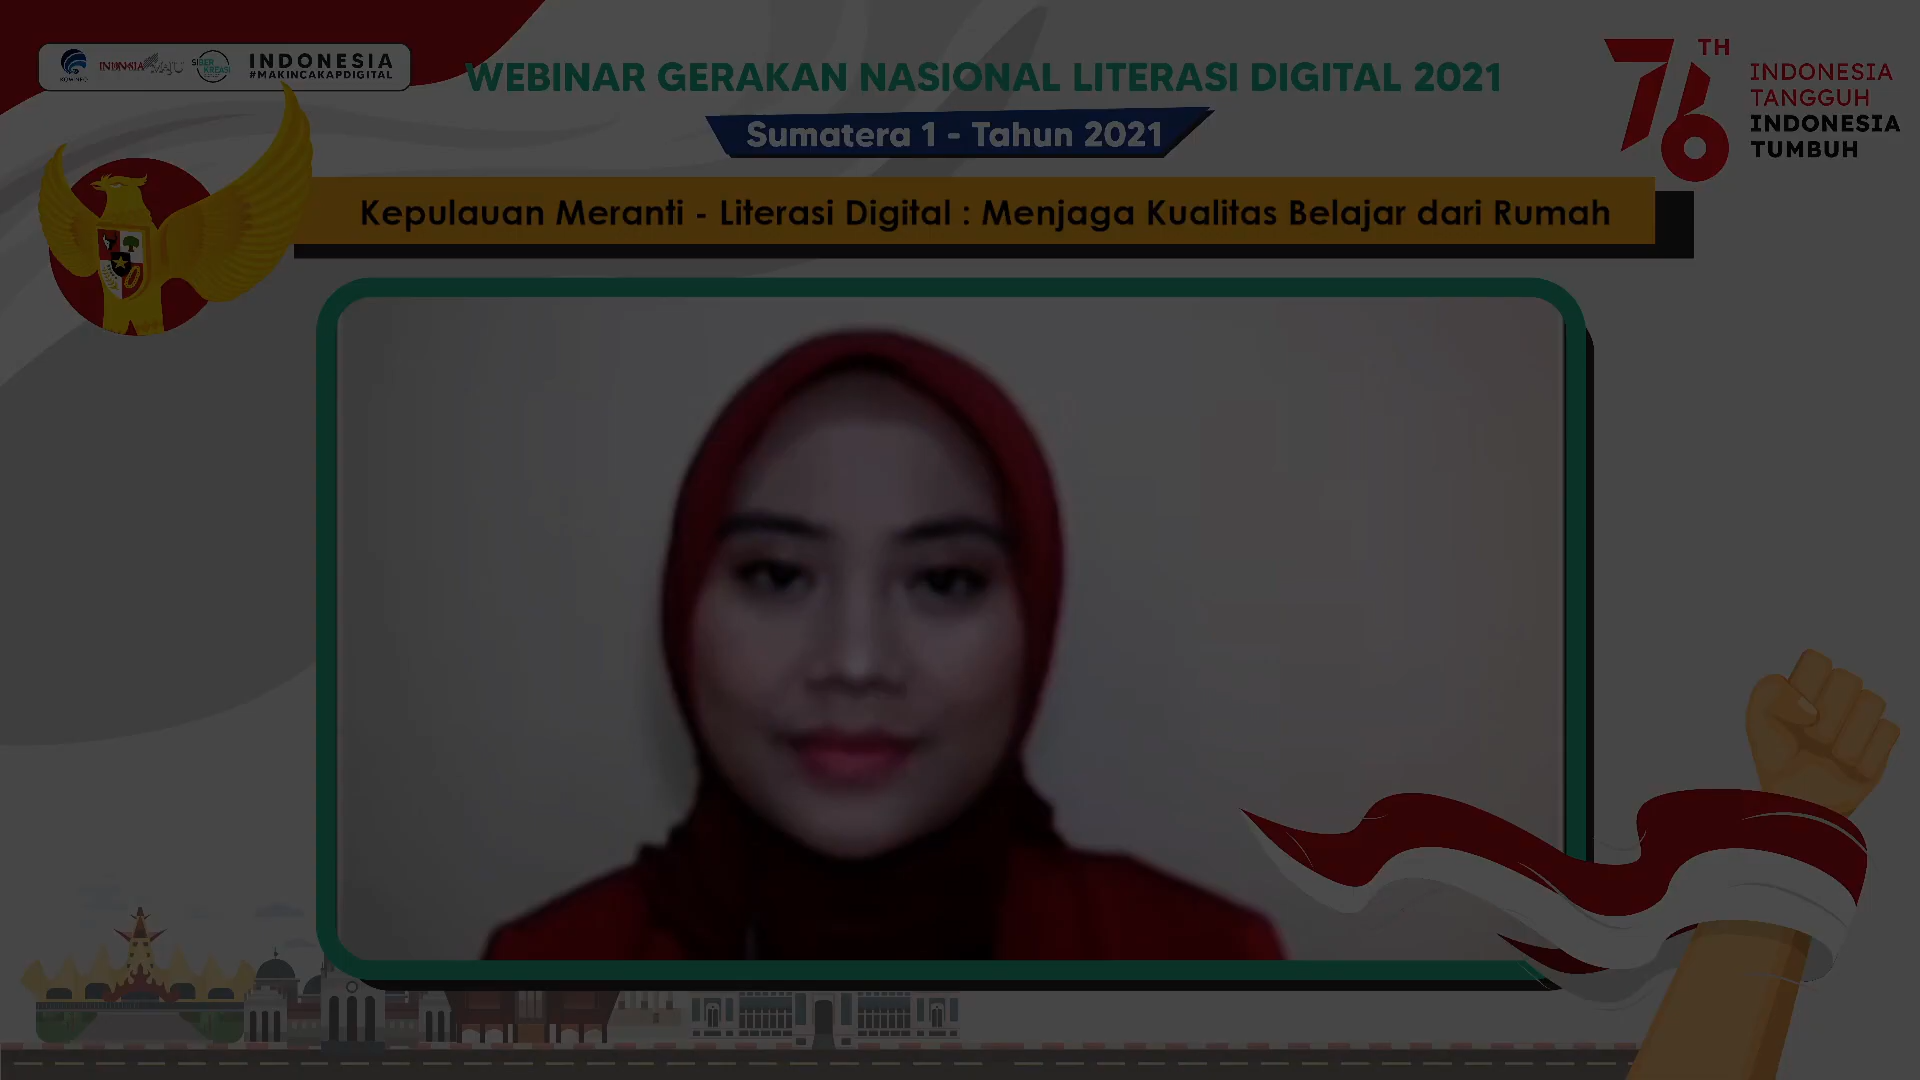 INDONESIA
#MAKINCAKAPDIGITAL
WEBINAR GERAKAN NASIONAL LITERASI DIGITAL 2021
Sumatera 1 - Tahun 2021
76 TH
INDONESIA
TANGGUH
INDONESIA
TUMBUH
Kepulauan Meranti - Literasi Digital : Menjaga Kualitas Belajar dari Rumah